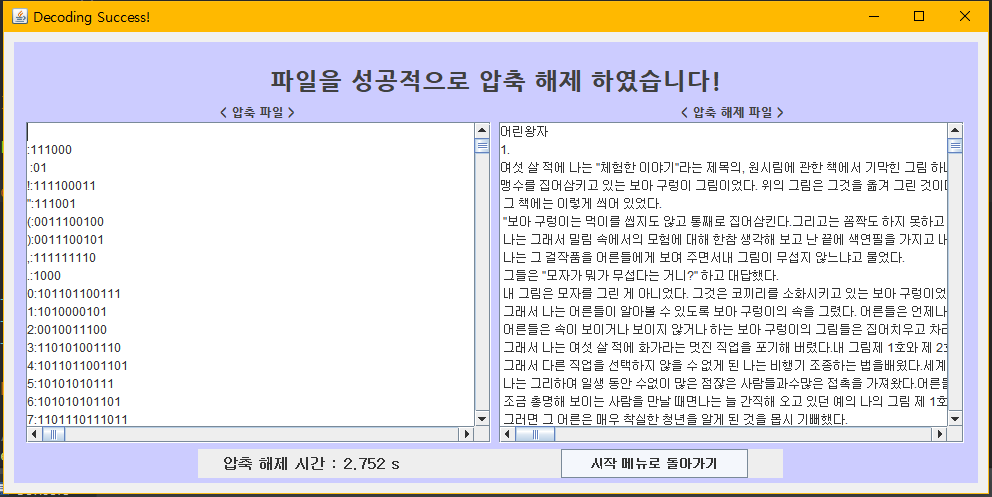 Decoding Success!
파일을 성공적으로 압축 해제 하였습니다!
< 압축 파일 >
:111000
 :01
!:111100011
":111001
(:0011100100
):0011100101
,:111111110
.:1000
0:101101100111
1:1010000101
2:0010011100
3:110101001110
4:1011011001101
5:10101010111
6:101010101101
7:1101110111011
< 압축 해제 파일 >
어린왕자
1.
여섯 살 적에 나는 "체험한 이야기"라는 제목의, 원시림에 관한 책에서 기막힌 그림 하나
맹수를 집어삼키고 있는 보아 구렁이 그림이었다. 위의 그림은 그것을 옮겨 그린 것이
그 책에는 이렇게 씌어 있었다.
"보아 구렁이는 먹이를 씹지도 않고 통째로 집어삼킨다.그리고는 꼼짝도 하지 못하고
나는 그래서 밀림 속에서의 모험에 대해 한참 생각해 보고 난 끝에 색연필을 가지고
나는 그 걸작품을 어른들에게 보여 주면서내 그림이 무섭지 않느냐고 물었다.
그들은 "모자가 뭐가 무섭다는 거니?" 하고 대답했다.
내 그림은 모자를 그린 게 아니었다. 그것은 코끼리를 소화시키고 있는 보아 구렁이었
그래서 나는 어른들이 알아볼 수 있도록 보아 구렁이의 속을 그렸다. 어른들은 언제나
어른들은 속이 보이거나 보이지 않거나 하는 보아 구렁이의 그림들은 집어치우고 차라
그래서 나는 여섯 살 적에 화가라는 멋진 직업을 포기해 버렸다.내 그림제 1호와 제 2호
그래서 다른 직업을 선택하지 않을 수 없게 된 나는 비행기 조종하는 법을배웠다.세계
나는 그리하여 일생 동안 수없이 많은 점잖은 사람들과수많은 접촉을 가져왔다.어른들
조금 총명해 보이는 사람을 만날 때면나는 늘 간직해 오고 있던 예의 나의 그림 제 1호
그러면 그 어른은 매우 착실한 청년을 알게 된 것을 몹시 기뻐했다.
압축 해제 시간 : 2.752 s
시작 메뉴로 돌아가기